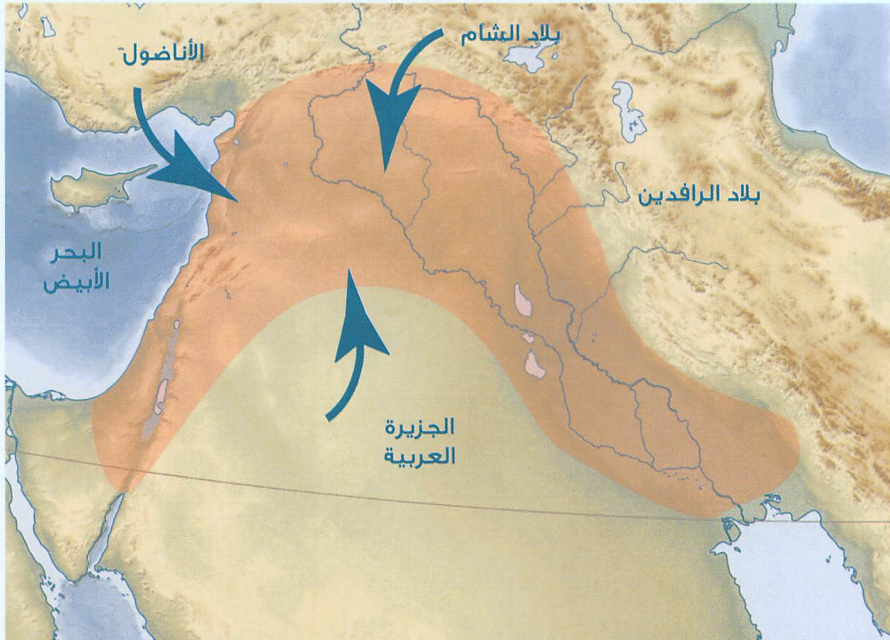 بلاد الشام
الأناضول
بلاد الرافدين
البحر
الأبيض
الجزيرة
العربية